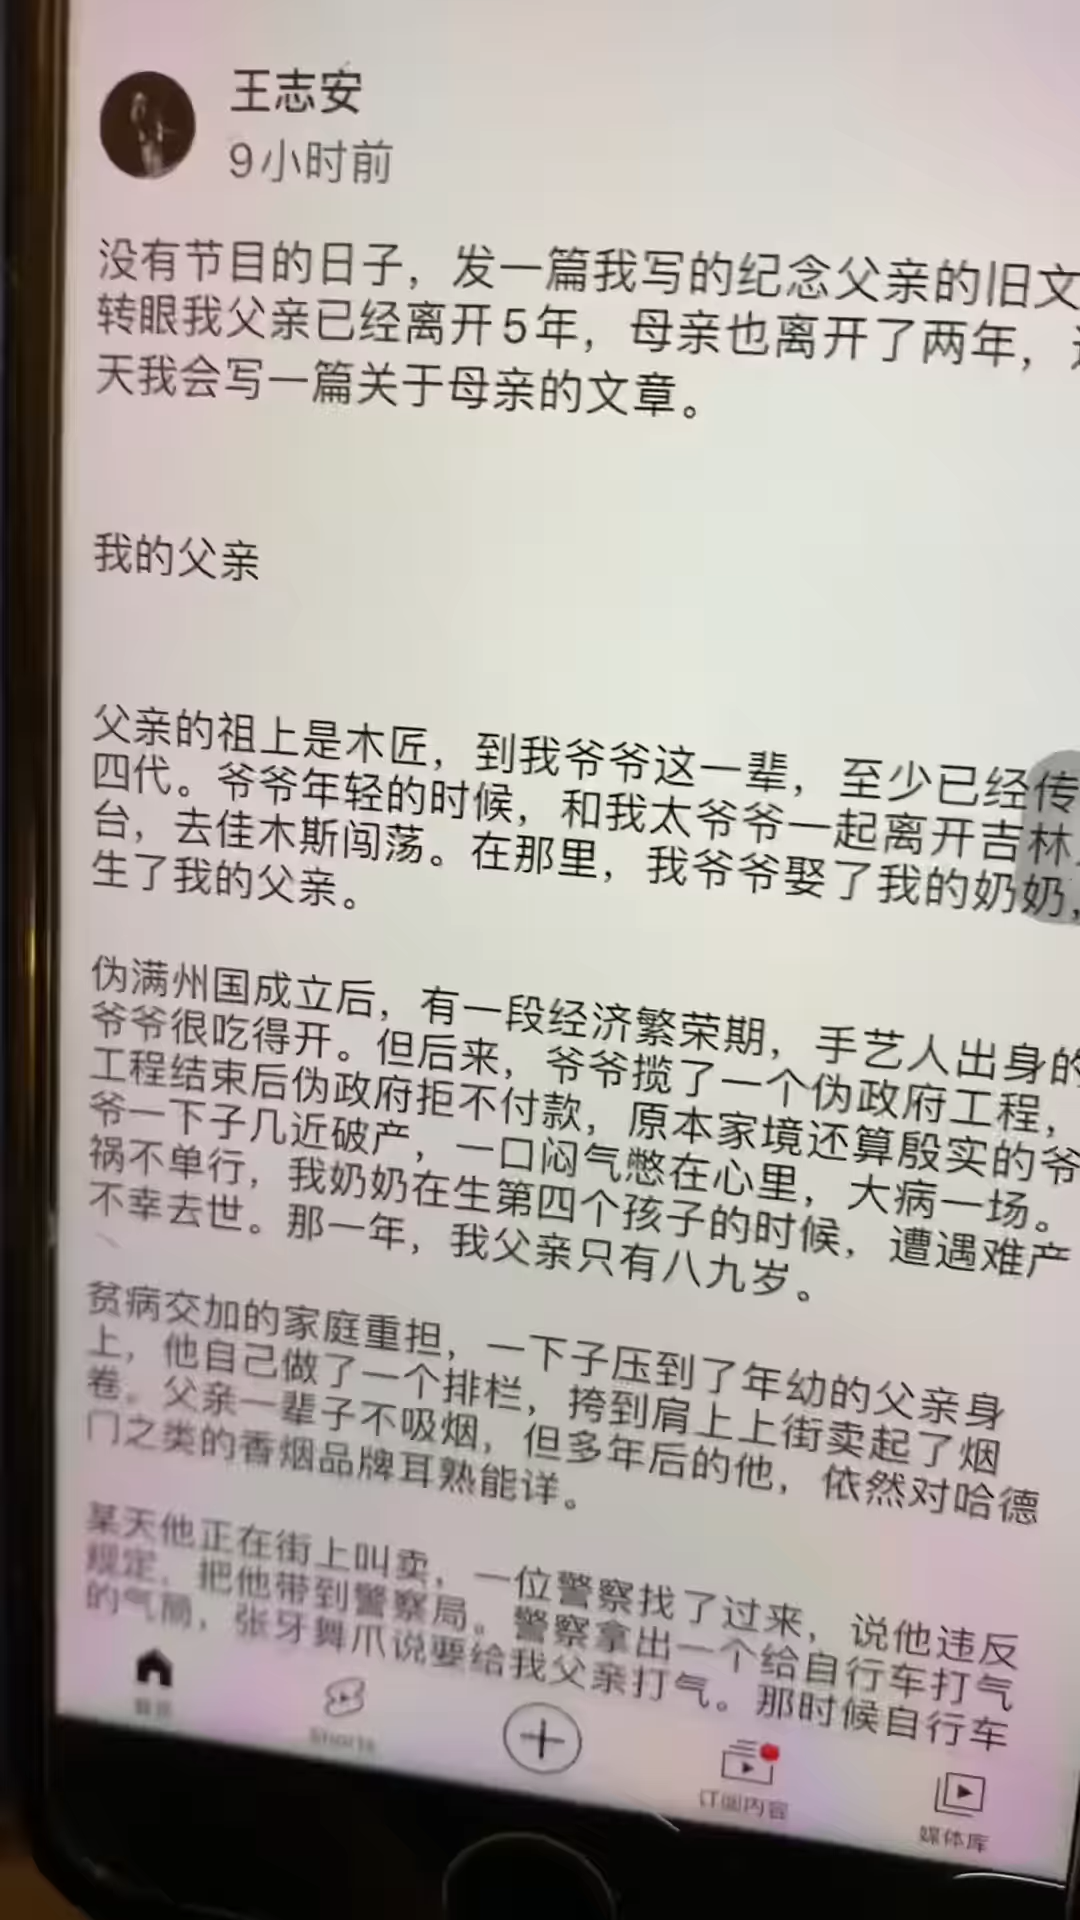 王志安
9小时前
没有节目的日子，发一篇我写的纪念父亲的旧文
转眼我父亲已经离开5年，母亲也离开了两年，
天我会写一篇关于母亲的文章。
我的父亲
父亲的祖上是木匠，到我爷爷这一辈，至少已经传
四代。爷爷年轻的时候，和我太爷爷一起离开吉林
台，去佳木斯闯荡。在那里，我爷爷娶了我的奶奶，
生了我的父亲。
伪满州国成立后，有一段经济繁荣期，手艺人出身的
爷爷很吃得开。但后来，爷爷揽了一个伪政府工程，
工程结束后伪政府拒不付款，原本家境还算殷实的爷
爷一下子几近破产，一口闷气憋在心里，大病一场。
祸不单行，我奶奶在生第四个孩子的时候，遭遇难产
不幸去世。那一年，我父亲只有八九岁。
贫病交加的家庭重担，一下子压到了年幼的父亲身
上，他自己做了一个排栏，挎到肩上上街卖起了烟
卷。父亲一辈子不吸烟，但多年后的他，依然对哈德
门之类的香烟品牌耳熟能详。
某天他正在街上叫卖，一位警察找了过来，说他违反
规定，把他带到警察局。警察拿出一个给自行车打气
的气筒，张牙舞爪说要给我父亲打气。那时候自行车
首页
Shorts
订阅内容
媒体库